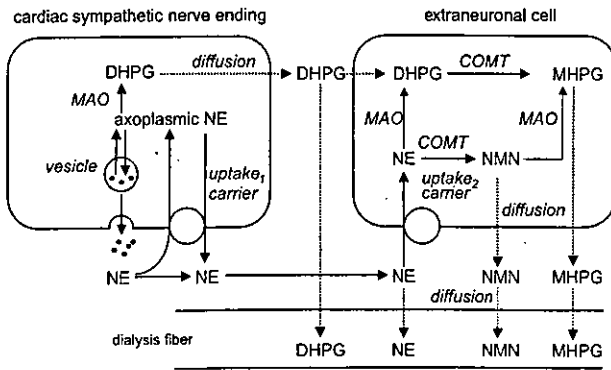 cardiac sympathetic nerve ending
extraneuronal cell
DHPG
diffusion
DHPG
DHPG
COMT
MHPG
MAO
axoplasmic NE
MAO
COMT
MAO
vesicle
uptake1
carrier
NE
NMN
uptake2
carrier
diffusion
NE
NE
NE
NMN
MHPG
diffusion
dialysis fiber
DHPG
NE
NMN
MHPG